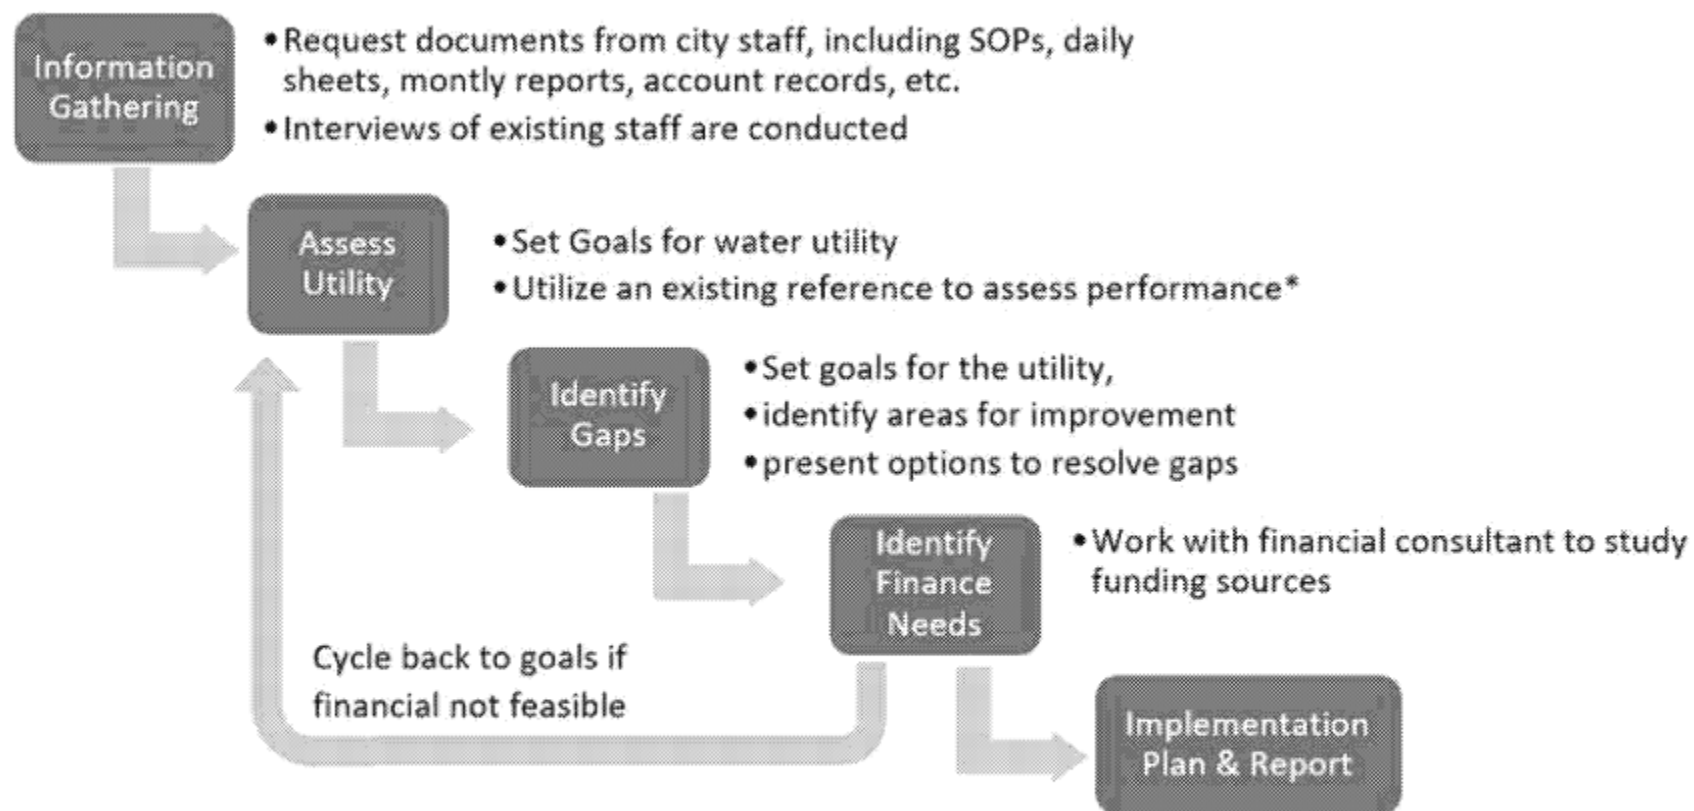 Information
Gathering
•Request documents from city staff, including SOPs, daily
sheets, montly reports, account records, etc.
•Interviews of existing staff are conducted
Assess
Utility
•Set Goals for water utility
•Utilize an existing reference to assess performance*
Identify
Gaps
•Set goals for the utility,
•identify areas for improvement
•present options to resolve gaps
Identify
Finance
Needs
•Work with financial consultant to study
funding sources
Cycle back to goals if
financial not feasible
Implementation
Plan & Report